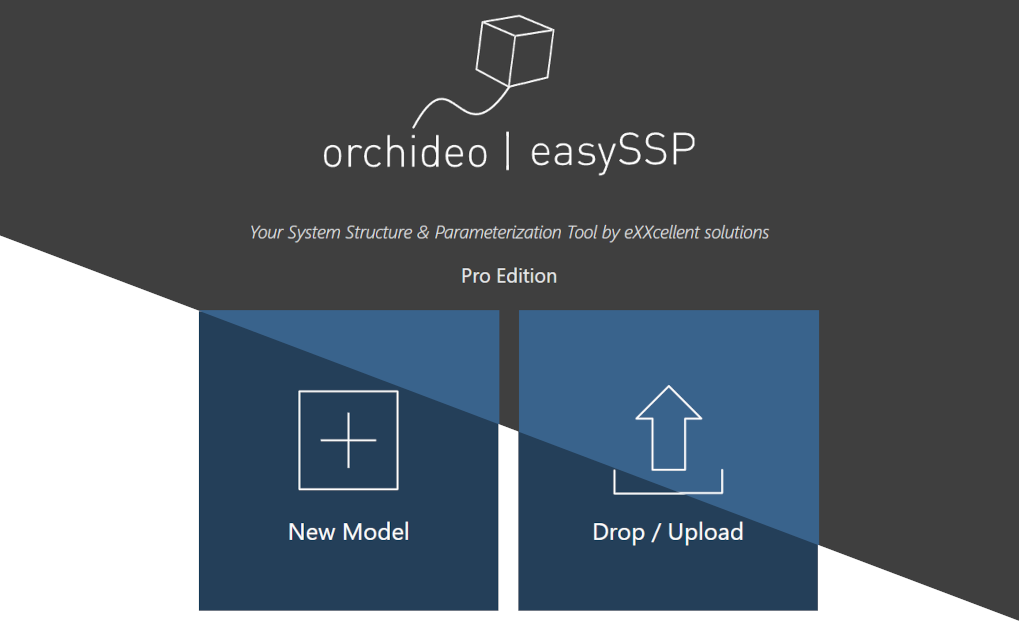 orchideo | easySSP
Your System Structure & Parameterization Tool by eXXcellent solutions
Pro Edition
New Model
Drop / Upload